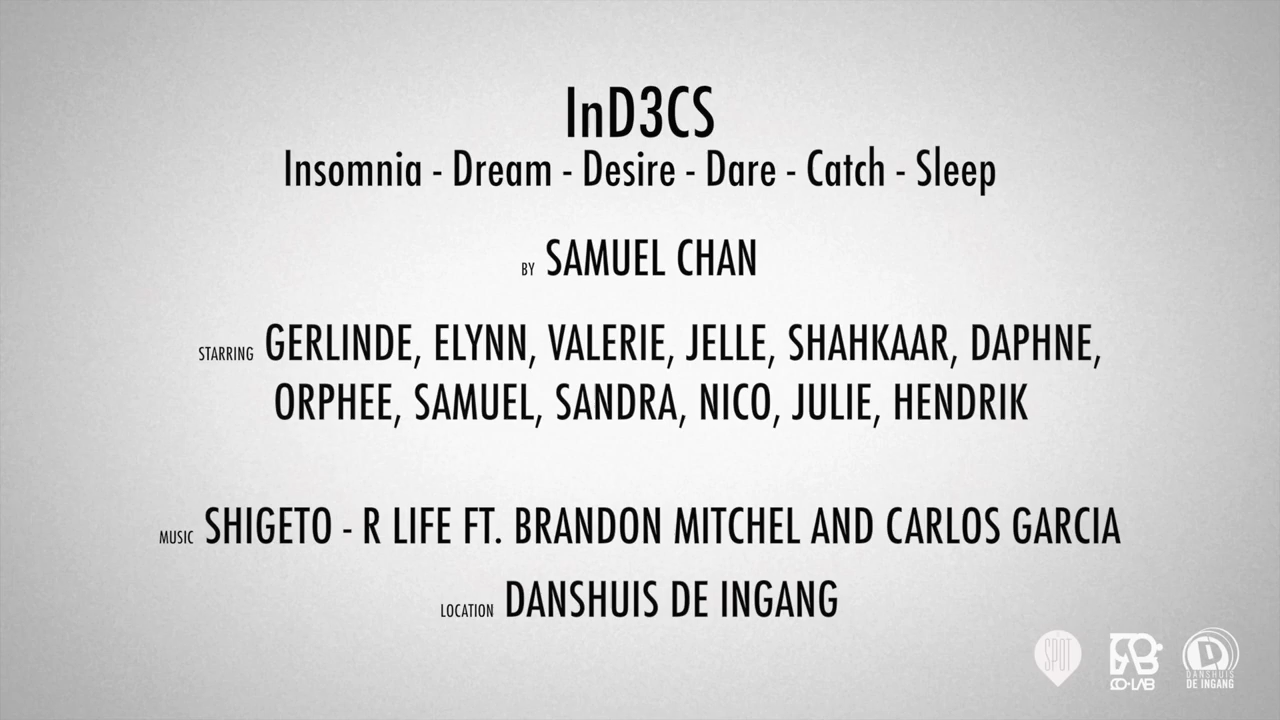 InD3CS
Insomnia - Dream - Desire - Dare - Catch - Sleep
BY SAMUEL CHAN
STARRING GERLINDE, ELYNN, VALERIE, JELLE, SHAHKAAR, DAPHNE,
ORPHEE, SAMUEL, SANDRA, NICO, JULIE, HENDRIK
MUSIC SHIGETO - R LIFE FT. BRANDON MITCHEL AND CARLOS GARCIA
LOCATION DANSHUIS DE INGANG
SPOT
CO-LAB
DANSHUIS
DE INGANG